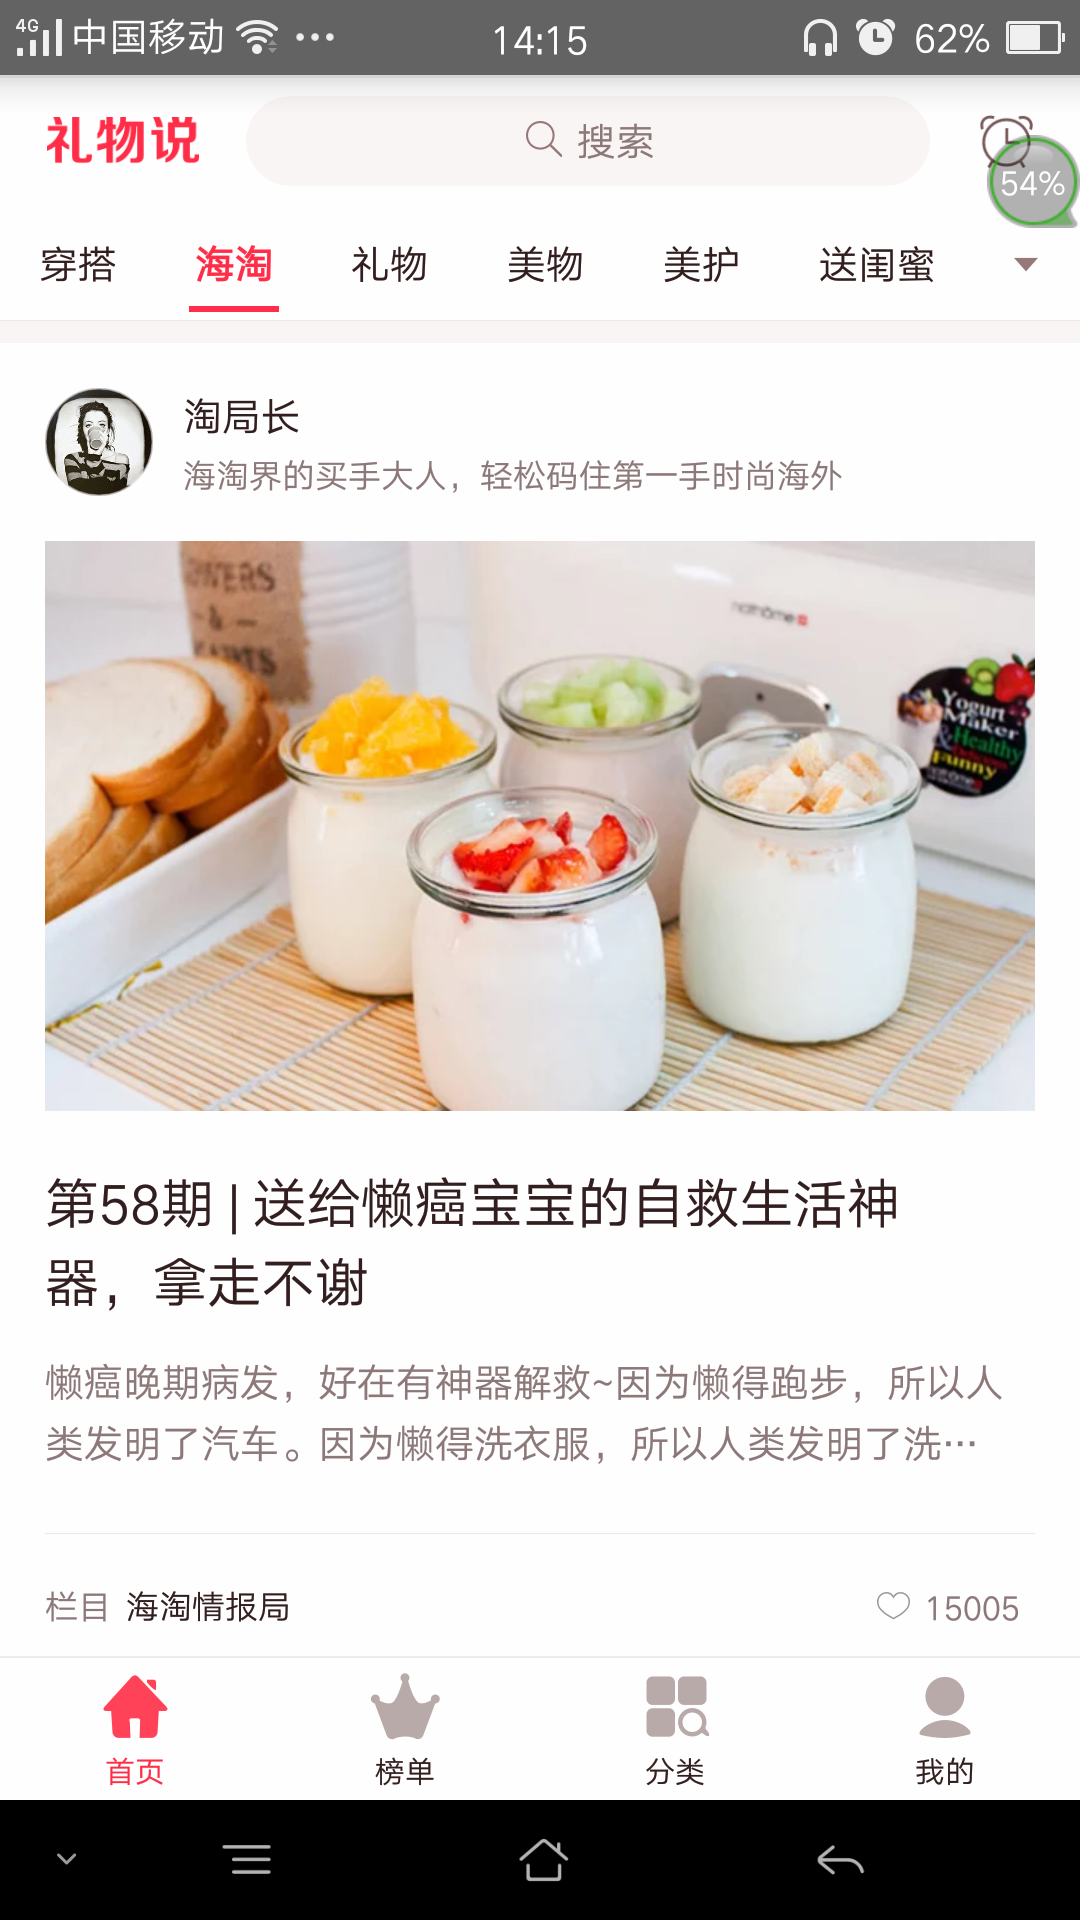 4G 中国移动 14:15 62%
礼物说 搜索
54%
穿搭 海淘 礼物 美物 美护 送闺蜜
淘局长
海淘界的买手大人，轻松码住第一手时尚海外
Yogurt
Maker
&Healthy
Funny
第58期 | 送给懒癌宝宝的自救生活神
器，拿走不谢
懒癌晚期病发，好在有神器解救~因为懒得跑步，所以人
类发明了汽车。因为懒得洗衣服，所以人类发明了洗…
栏目 海淘情报局 15005
首页 榜单 分类 我的